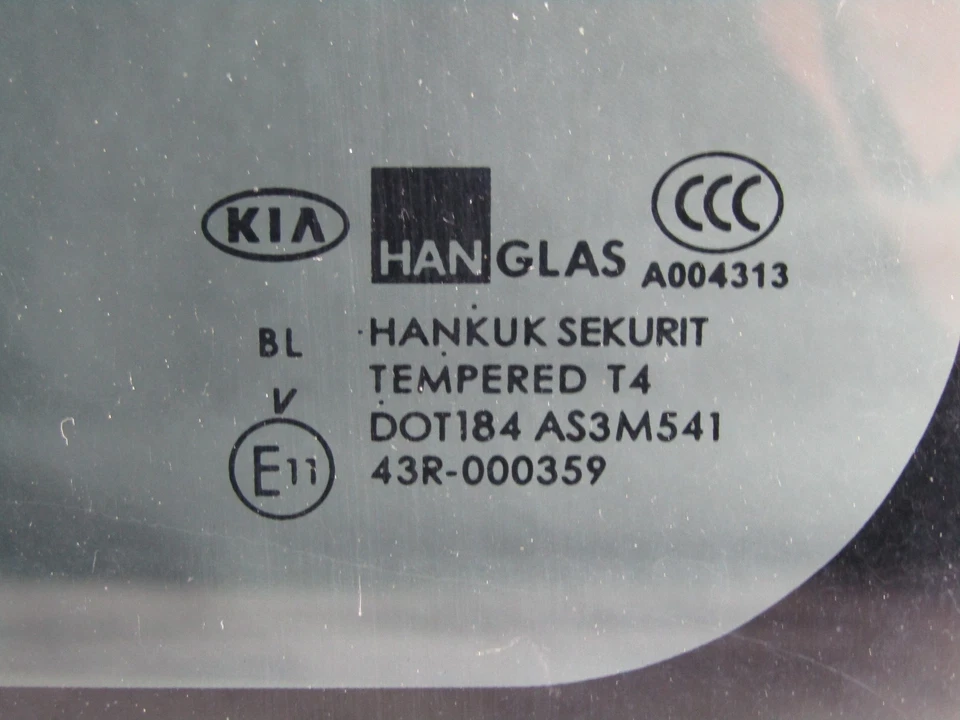 KIA
HANGLAS
CCC
A004313
BL
HANKUK SEKURIT
TEMPERED T4
V
DOT184 AS3M541
E11
43R-000359